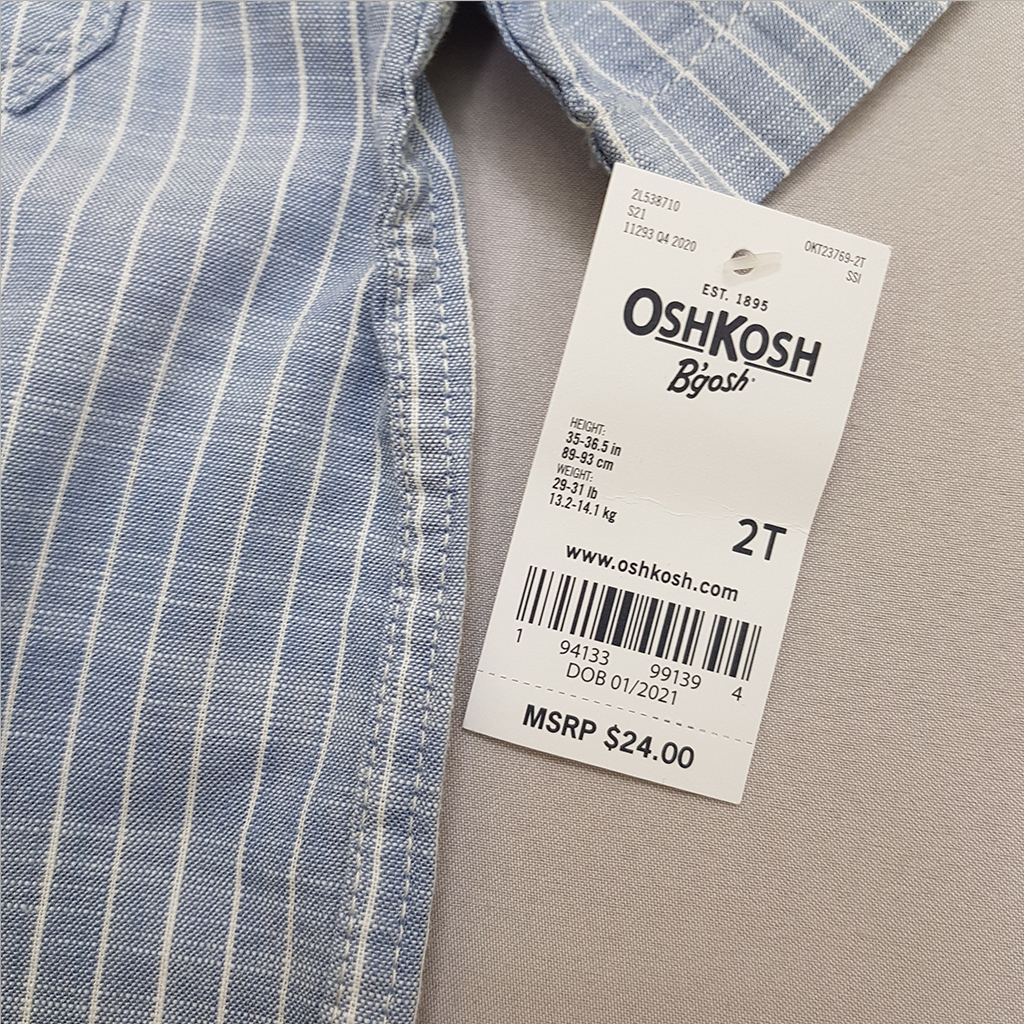 2L538710
S21
11293 Q4 2020
0KT23769-2T
SSI
EST. 1895
OSHKOSH
B'gosh
HEIGHT:
35-36.5 in
89-93 cm
WEIGHT:
29-31 lb
13.2-14.1 kg
2T
www.oshkosh.com
1 94133 99139 4
DOB 01/2021
MSRP $24.00